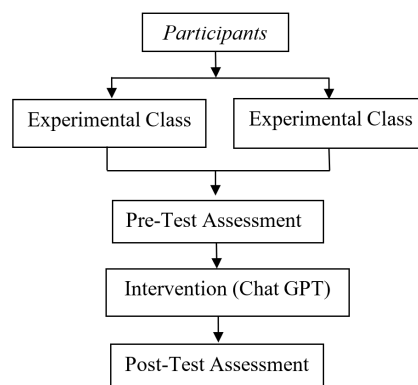 Participants
Experimental Class
Experimental Class
Pre-Test Assessment
Intervention (Chat GPT)
Post-Test Assessment